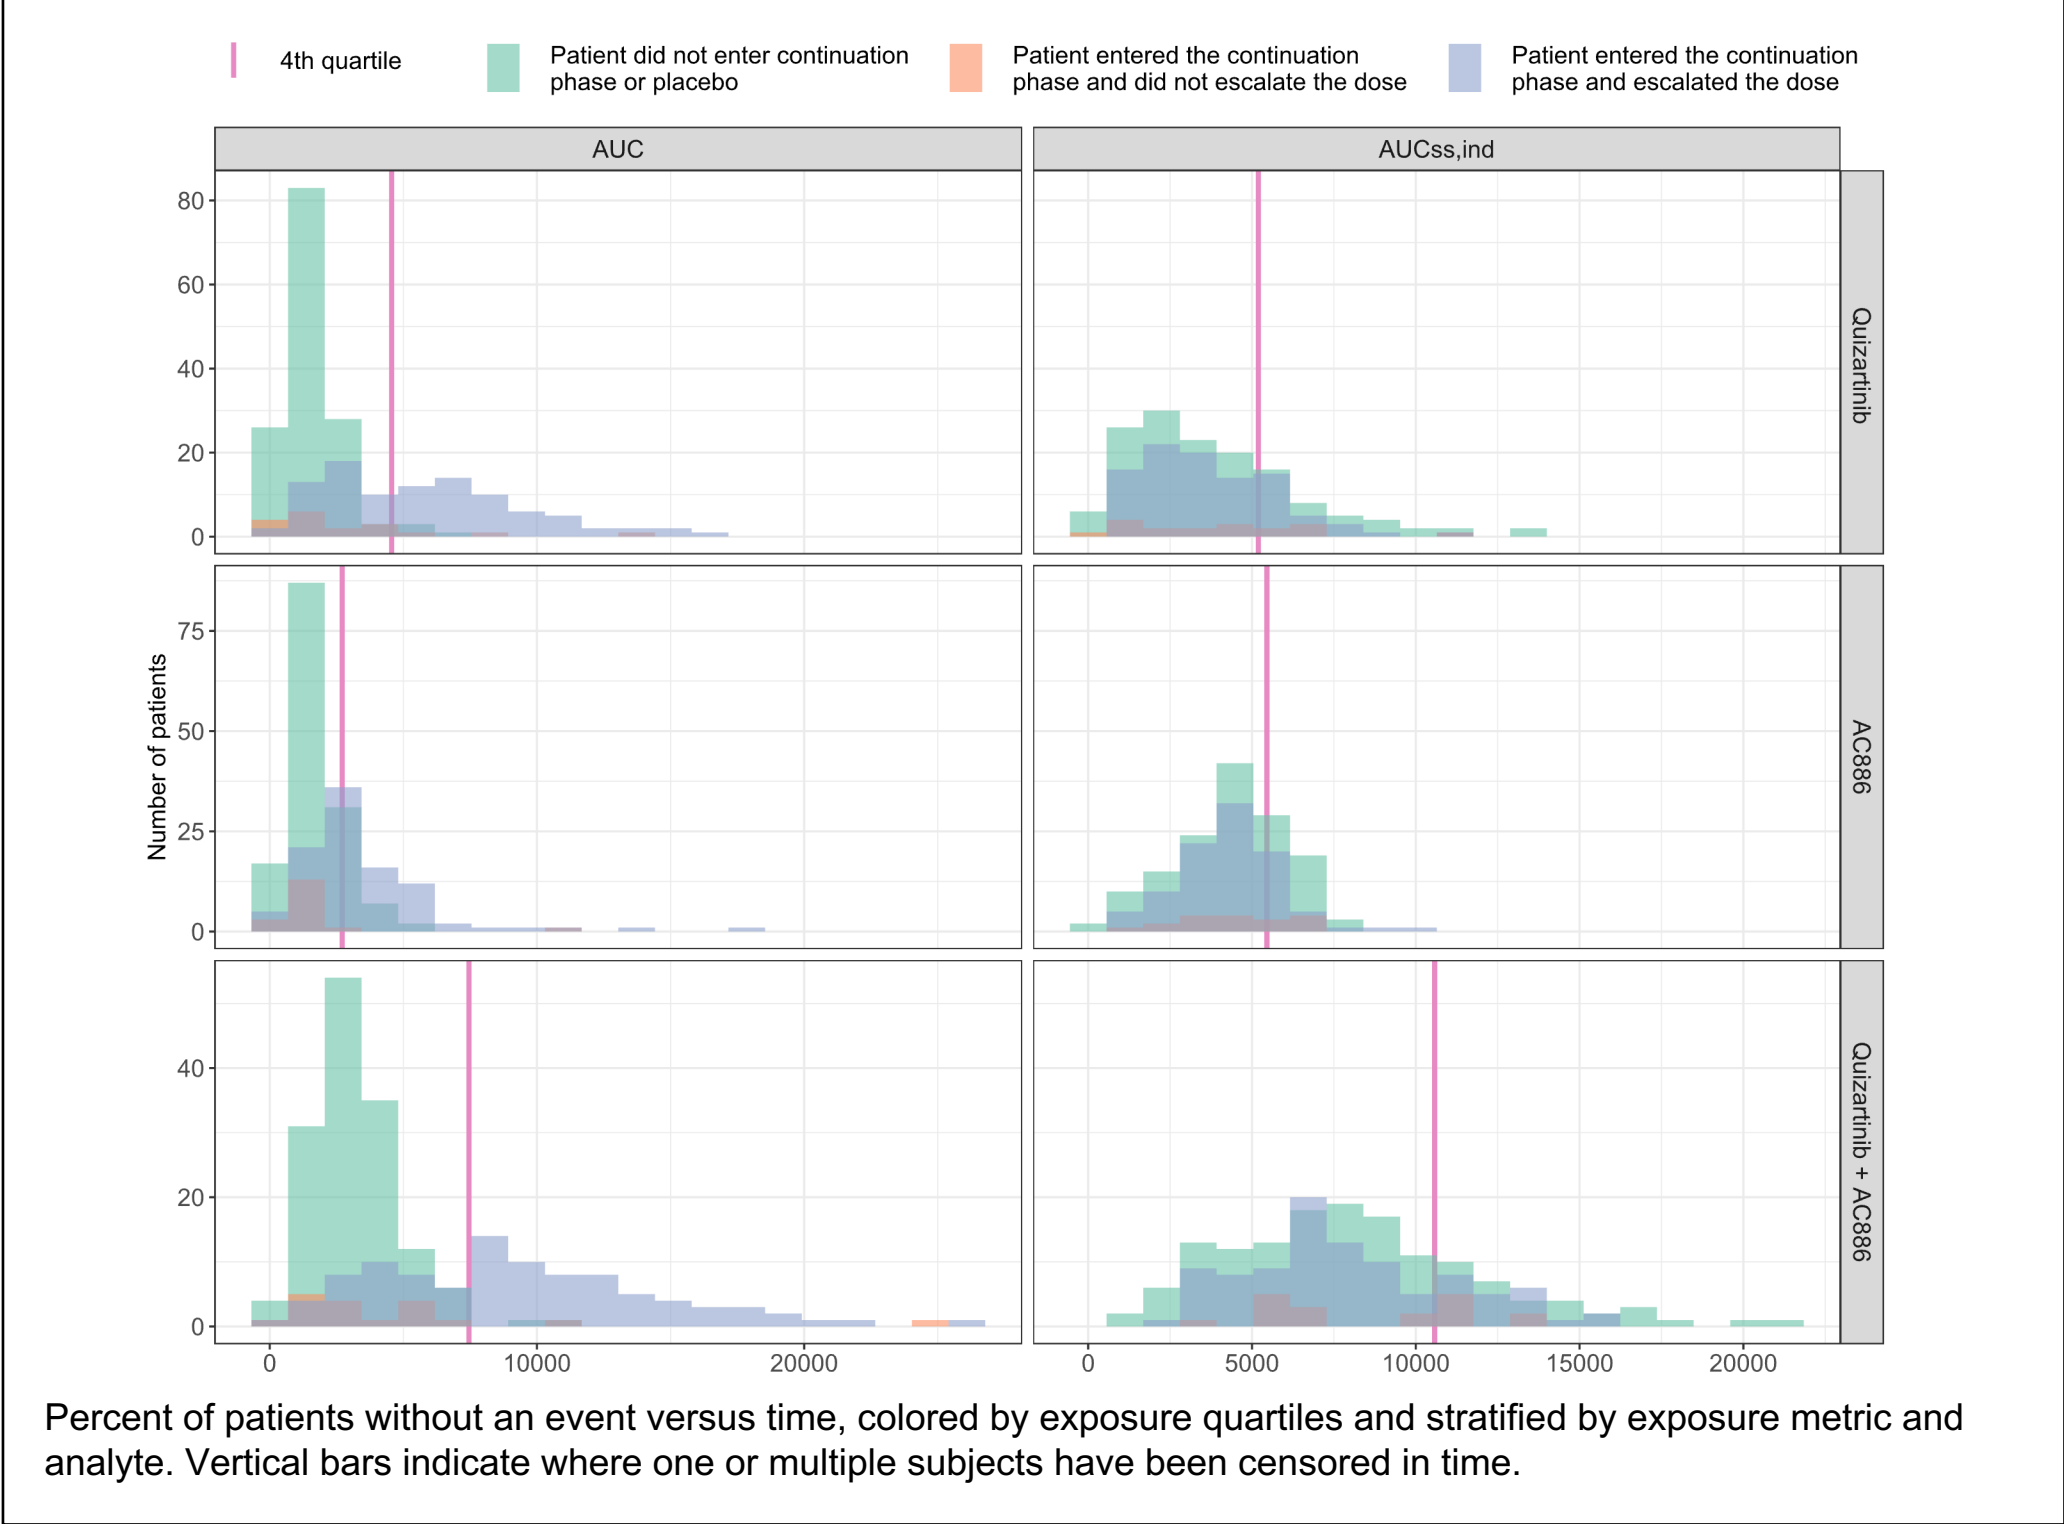 4th quartile
Patient did not enter continuation
phase or placebo
Patient entered the continuation
phase and did not escalate the dose
Patient entered the continuation
phase and escalated the dose
AUC
AUCss,ind
80
60
40
20
0
Quizartinib
75
50
25
0
AC886
Number of patients
40
20
0
Quizartinib + AC886
0 10000 20000
0 5000 10000 15000 20000
Percent of patients without an event versus time, colored by exposure quartiles and stratified by exposure metric and
analyte. Vertical bars indicate where one or multiple subjects have been censored in time.